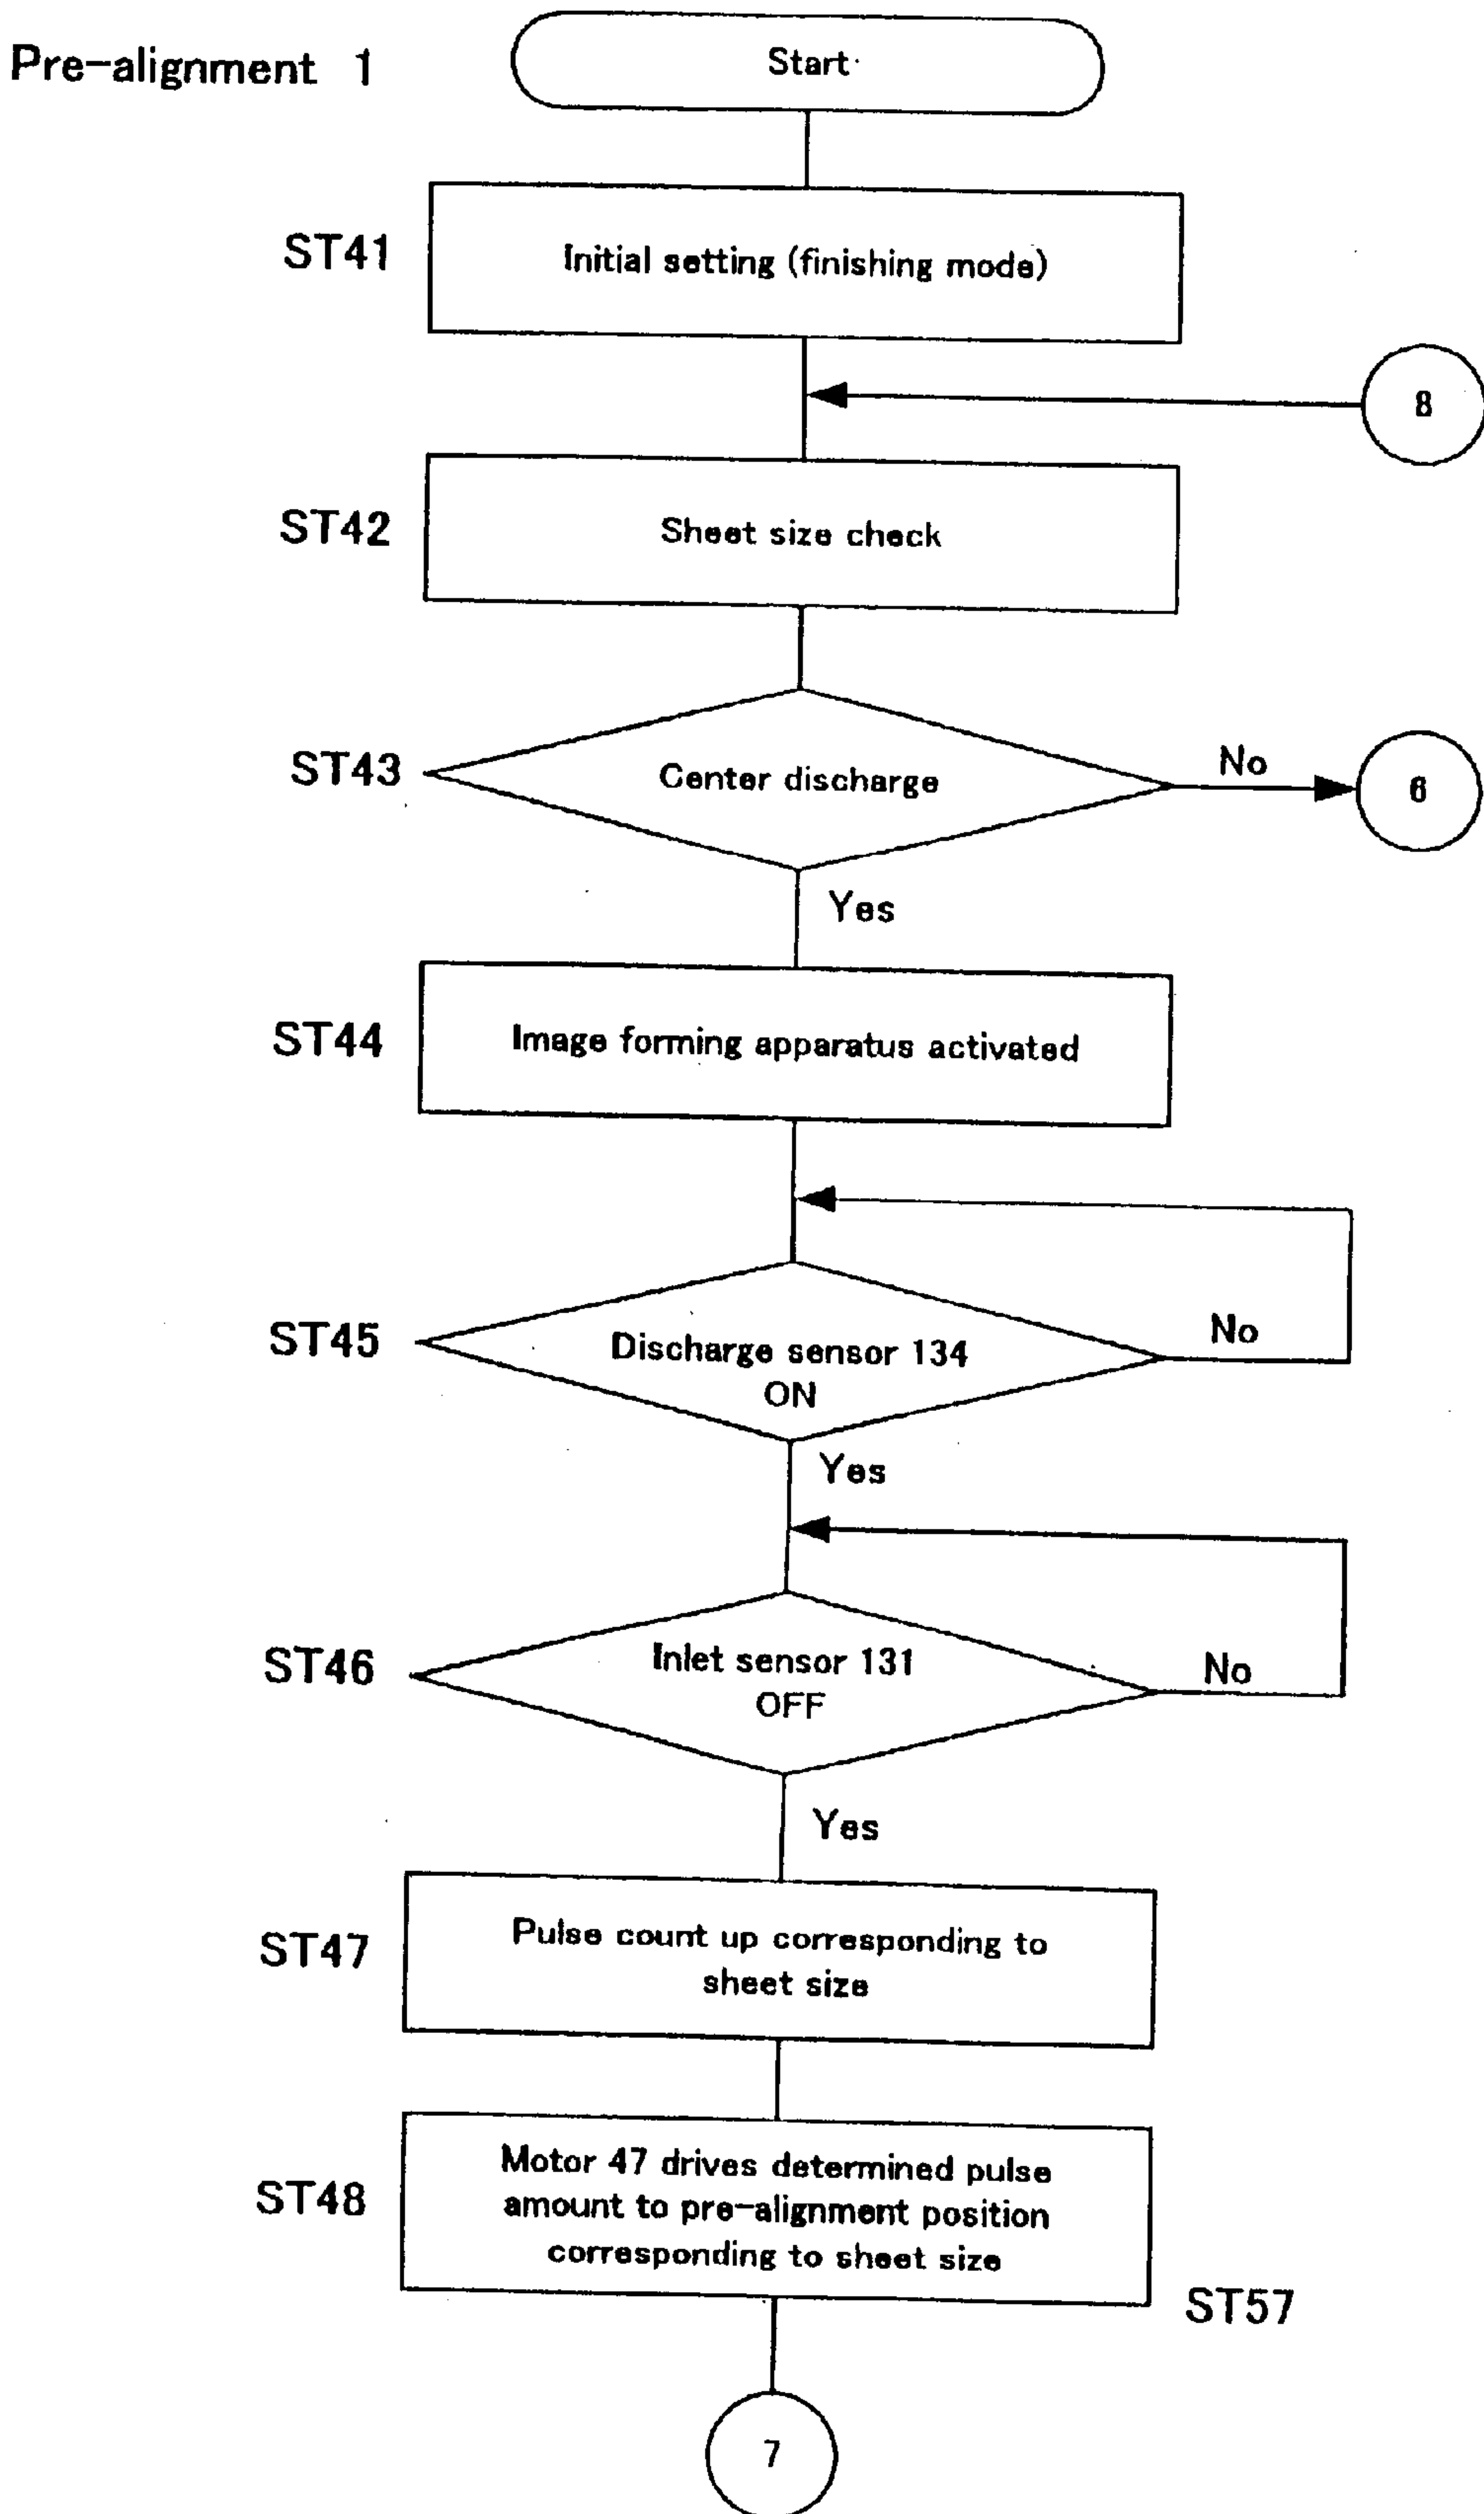 Pre-alignment 1
Start
ST41
Initial setting (finishing mode)
8
ST42
Sheet size check
ST43
Center discharge
No
6
Yes
ST44
Image forming apparatus activated
ST45
Discharge sensor 134
ON
No
Yes
ST46
Inlet sensor 131
OFF
No
Yes
ST47
Pulse count up corresponding to
sheet size
ST48
Motor 47 drives determined pulse
amount to pre-alignment position
corresponding to sheet size
ST57
7